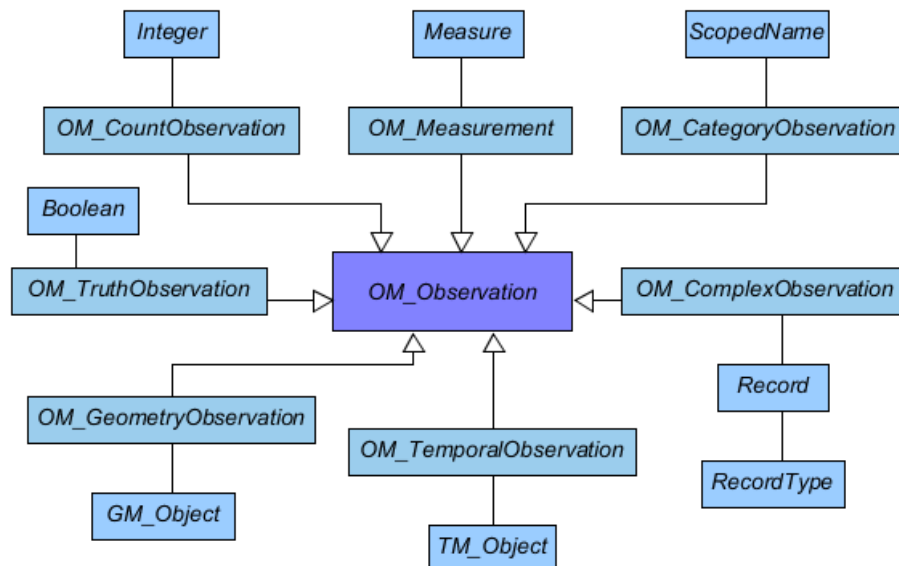 Integer
Measure
ScopedName
OM_CountObservation
OM_Measurement
OM_CategoryObservation
Boolean
OM_TruthObservation
OM_Observation
OM_ComplexObservation
Record
OM_GeometryObservation
OM_TemporalObservation
RecordType
GM_Object
TM_Object